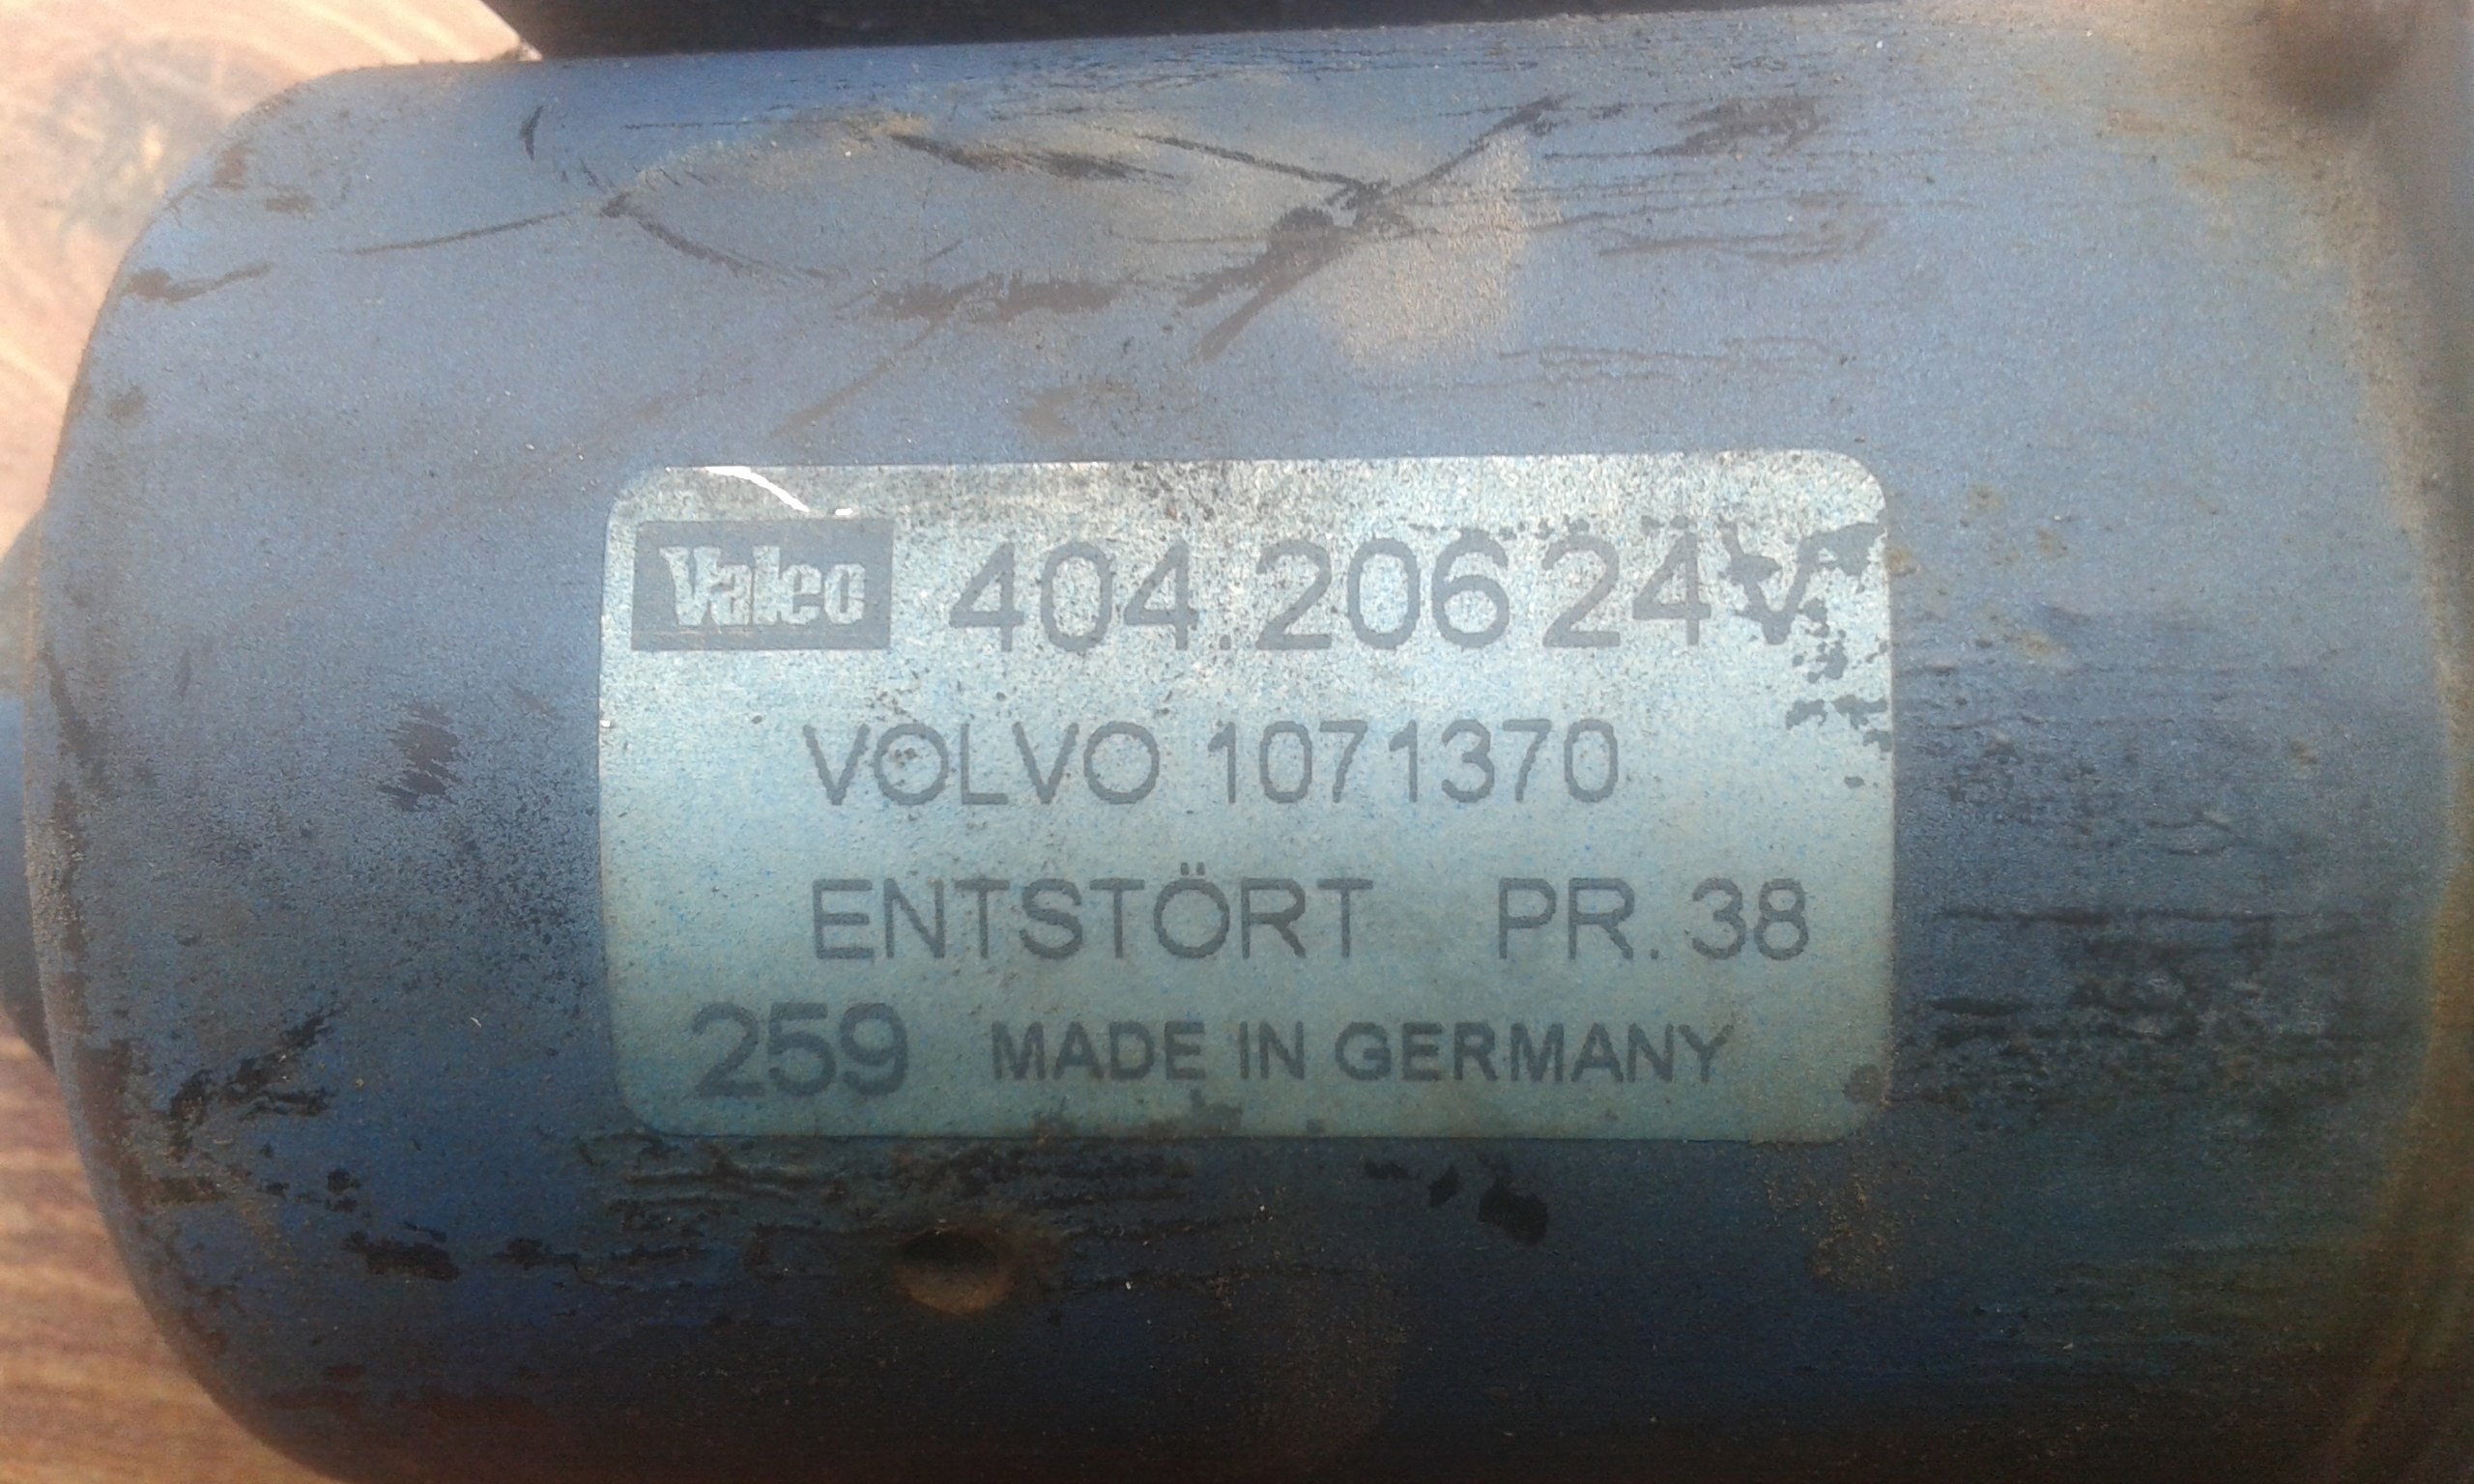 Valeo 404.206 24V
VOLVO 1071370
ENTSTÖRT PR. 38
259 MADE IN GERMANY